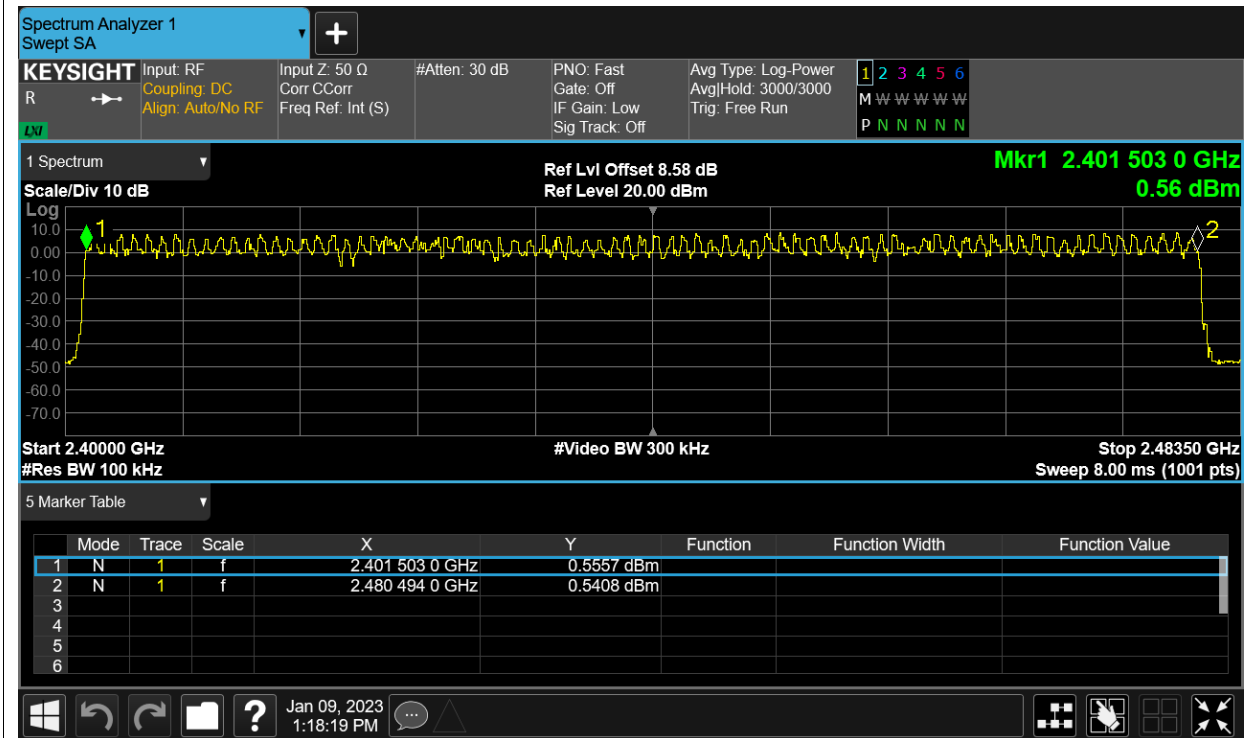 Spectrum Analyzer 1
Swept SA
+
KEYSIGHT
R
LXI
Input: RF
Coupling: DC
Align: Auto/No RF
Input Z: 50 Ω
Corr CCorr
Freq Ref: Int (S)
#Atten: 30 dB
PNO: Fast
Gate: Off
IF Gain: Low
Sig Track: Off
Avg Type: Log-Power
Avg|Hold: 3000/3000
Trig: Free Run
1 2 3 4 5 6
M W W W W W
P N N N N N
1 Spectrum
Ref Lvl Offset 8.58 dB
Mkr1 2.401 503 0 GHz
Scale/Div 10 dB
Ref Level 20.00 dBm
0.56 dBm
Log
10.0
0.00
-10.0
-20.0
-30.0
-40.0
-50.0
-60.0
-70.0
1
2
Start 2.40000 GHz
#Video BW 300 kHz
Stop 2.48350 GHz
#Res BW 100 kHz
Sweep 8.00 ms (1001 pts)
5 Marker Table
Mode Trace Scale X Y Function Function Width Function Value
1 N 1 f 2.401 503 0 GHz 0.5557 dBm
2 N 1 f 2.480 494 0 GHz 0.5408 dBm
3
4
5
6
?
Jan 09, 2023
1:18:19 PM